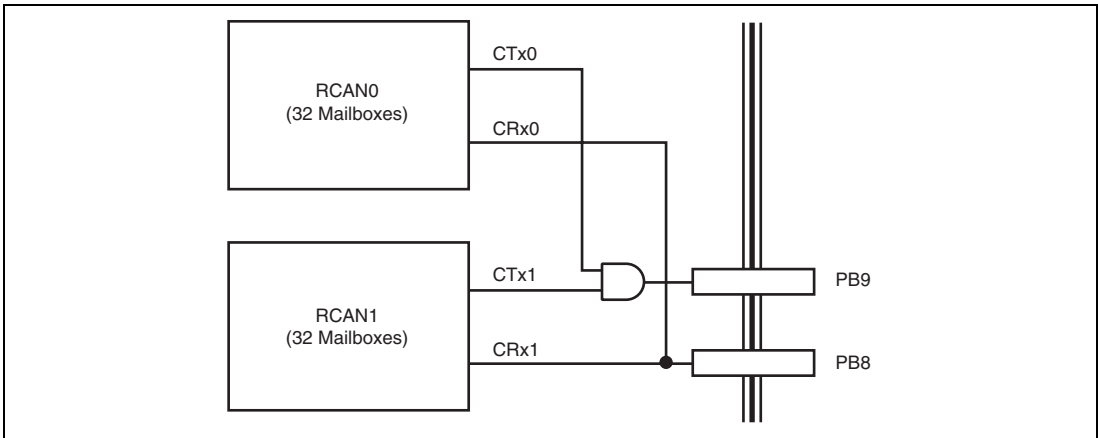 CTx0
RCAN0
(32 Mailboxes)
CRx0
CTx1
PB9
RCAN1
(32 Mailboxes)
CRx1
PB8